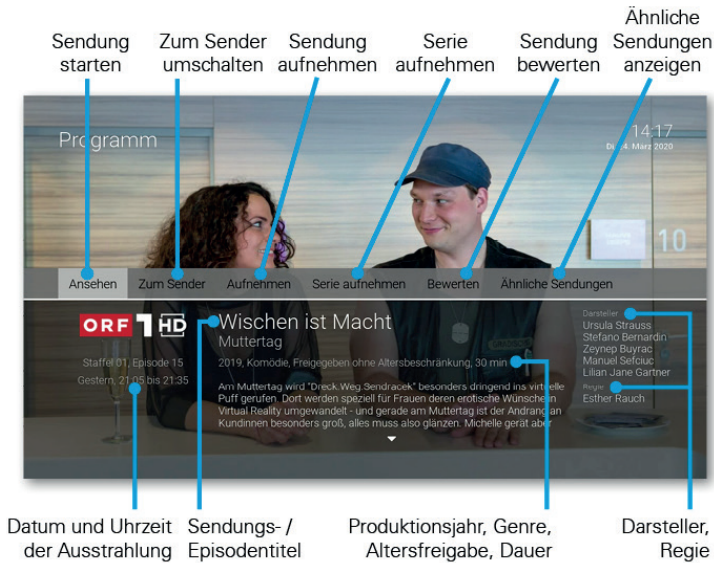 Sendung
starten
Zum Sender
umschalten
Sendung
aufnehmen
Serie
aufnehmen
Sendung
bewerten
Ähnliche
Sendungen
anzeigen
Programm
14:17
März 2020
10
Ansehen
Zum Sender
Aufnehmen
Serie aufnehmen
Bewerten
Ähnliche Sendungen
ORF 1 HD
Staffel 01, Episode 15
Gestern, 21:05 bis 21:35
Wischen ist Macht
Muttertag
2019, Komödie, Freigegeben ohne Altersbeschränkung, 30 min
Am Muttertag wird "Dreck.Weg.Sendracek" besonders dringend ins virtuelle
Puff gerufen. Dort werden speziell für Frauen deren erotische Wünsche in
Virtual Reality umgewandelt - und gerade am Muttertag ist der Andrang an
Kundinnen besonders groß, alles muss also glänzen. Michelle gerät aber
Darsteller
Ursula Strauss
Stefano Bernardin
Zeynep Buyraç
Manuel Sefciuc
Lilian Jane Gartner
Regie
Esther Rauch
Datum und Uhrzeit
der Ausstrahlung
Sendungs- /
Episodentitel
Produktionsjahr, Genre,
Altersfreigabe, Dauer
Darsteller,
Regie